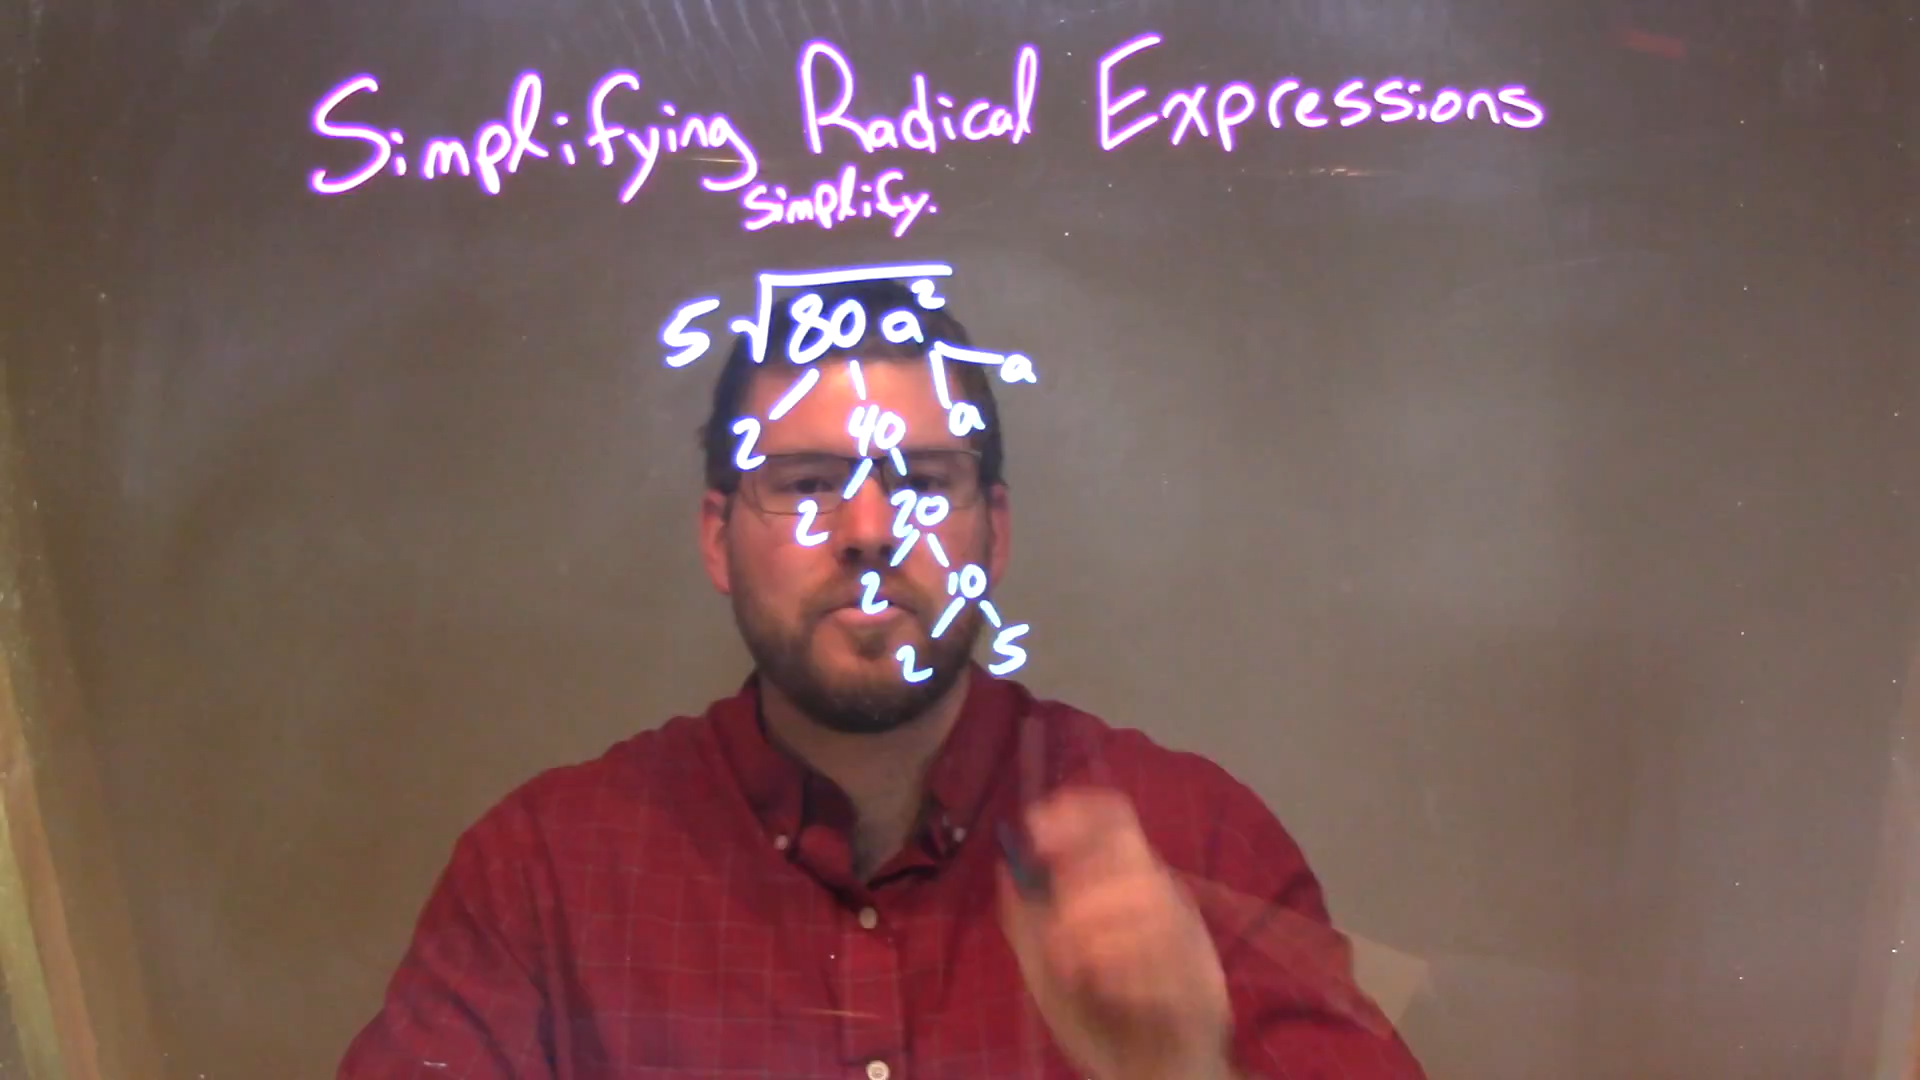 Simplifying Radical Expressions
simplify.
5√80a²
a
2 40 a
2 20
2 10
2 5